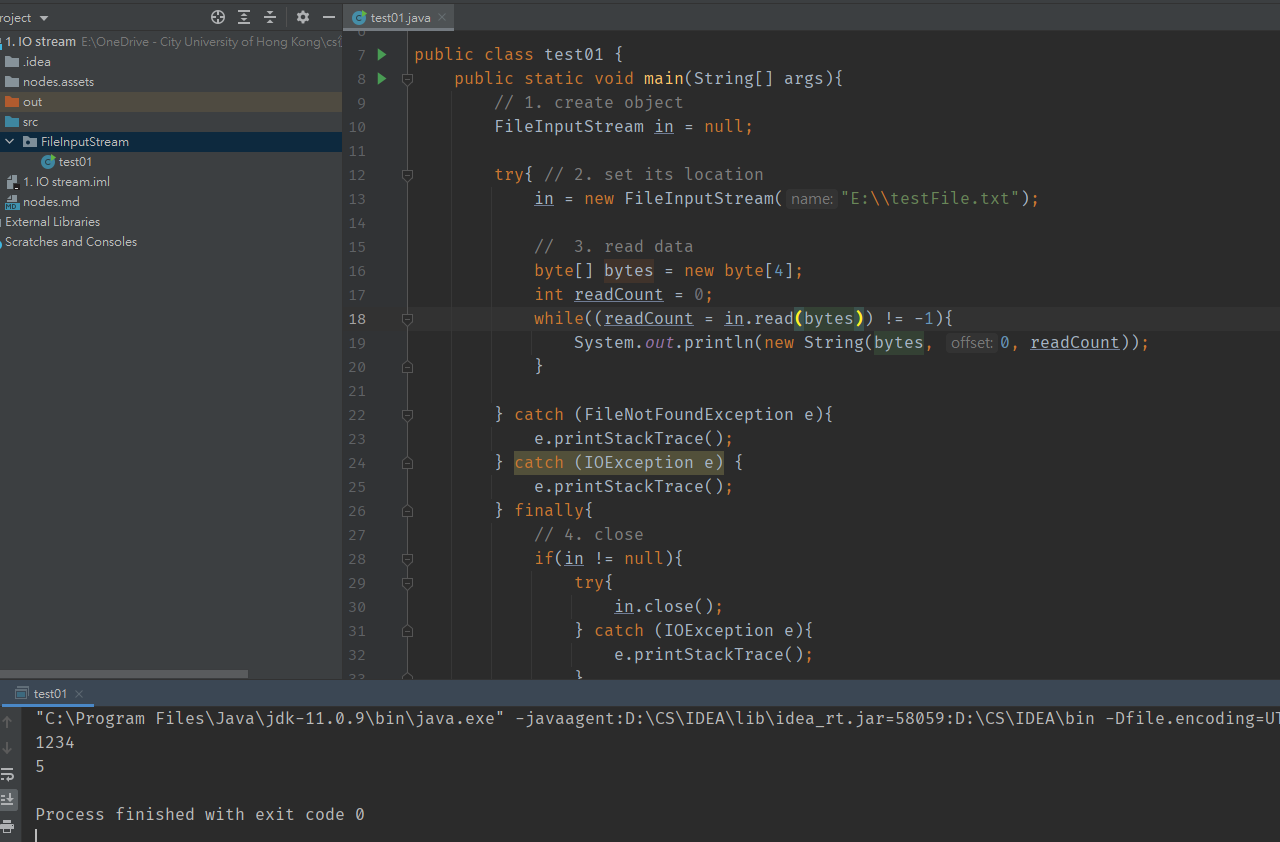 roject
test01.java
1. IO stream E:\OneDrive - City University of Hong Kong\cs
.idea
nodes.assets
out
src
FileInputStream
test01
1. IO stream.iml
nodes.md
External Libraries
Scratches and Consoles
7 public class test01 {
8 public static void main(String[] args){
9 // 1. create object
10 FileInputStream in = null;
11
12 try{ // 2. set its location
13 in = new FileInputStream( name: "E:\\testFile.txt");
14
15 //  3. read data
16 byte[] bytes = new byte[4];
17 int readCount = 0;
18 while((readCount = in.read(bytes)) != -1){
19 System.out.println(new String(bytes, offset: 0, readCount));
20 }
21
22 } catch (FileNotFoundException e){
23 e.printStackTrace();
24 } catch (IOException e) {
25 e.printStackTrace();
26 } finally{
27 // 4. close
28 if(in != null){
29 try{
30 in.close();
31 } catch (IOException e){
32 e.printStackTrace();
33 }
test01
"C:\Program Files\Java\jdk-11.0.9\bin\java.exe" -javaagent:D:\CS\IDEA\lib\idea_rt.jar=58059:D:\CS\IDEA\bin -Dfile.encoding=UT
1234
5
Process finished with exit code 0